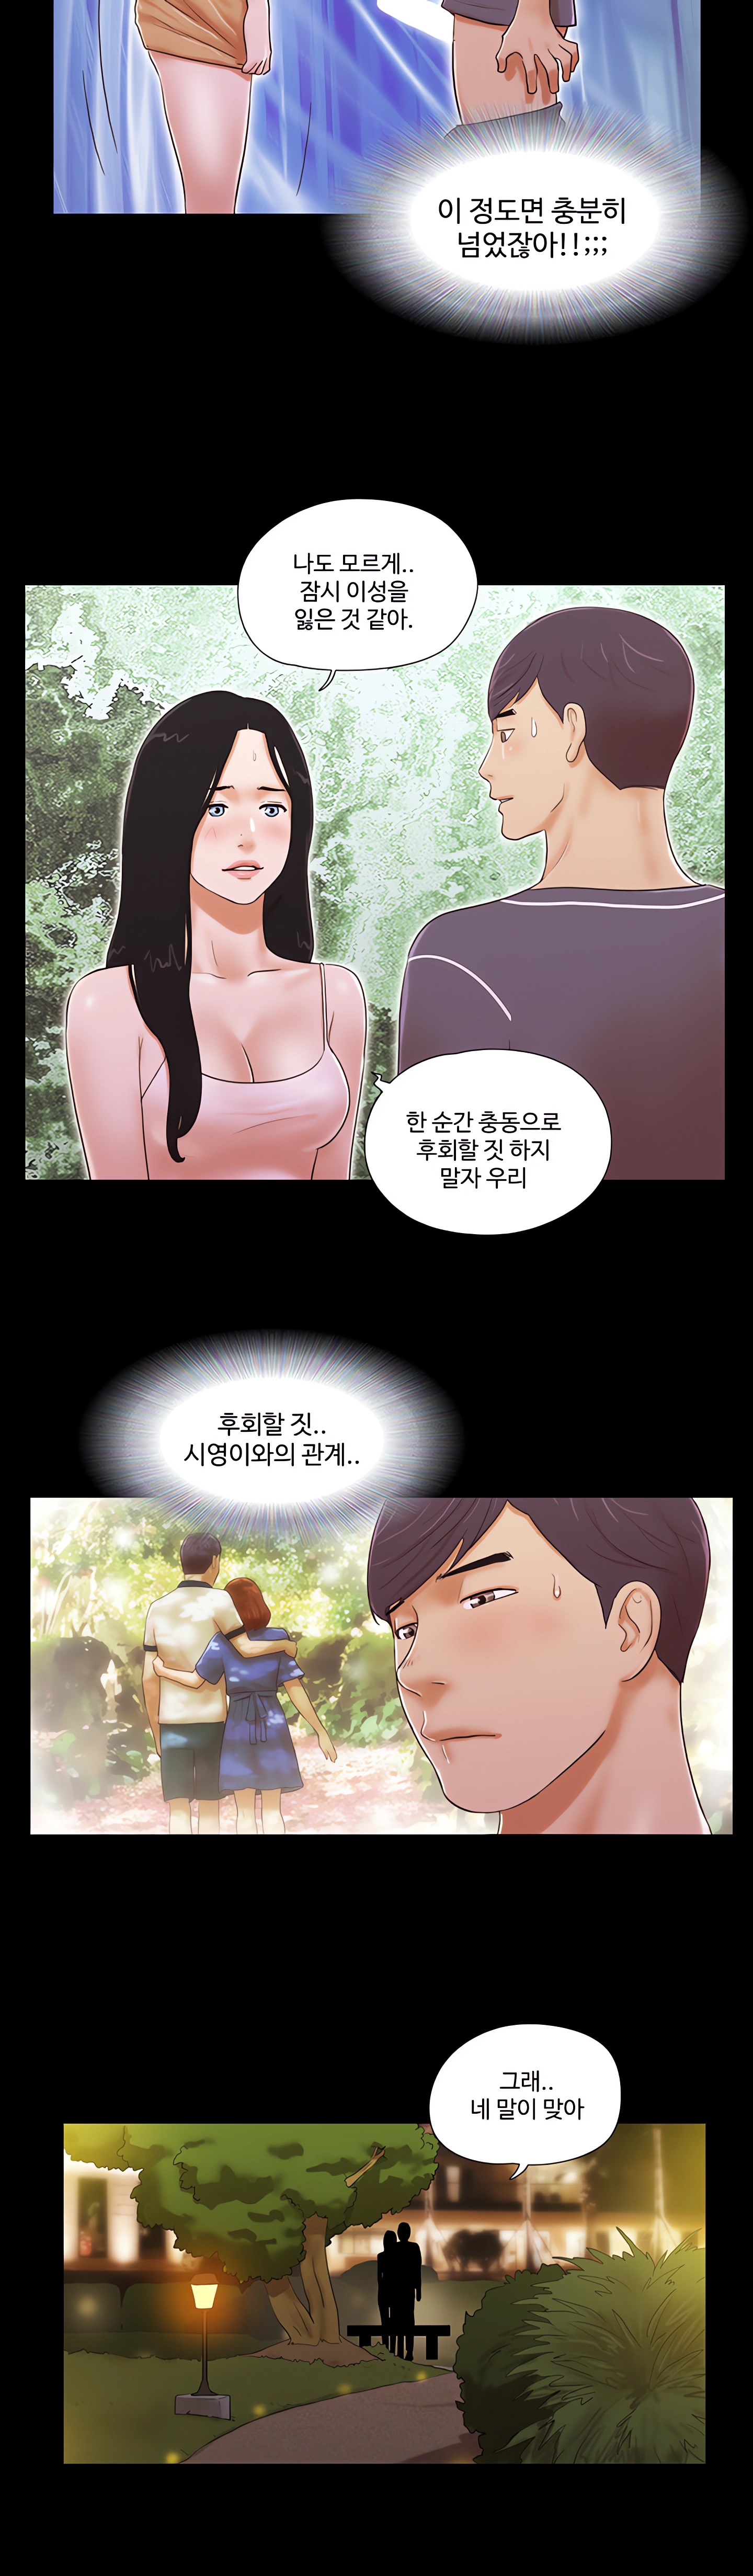 이 정도면 충분히
넘었잖아!!;;;
나도 모르게..
잠시 이성을
잃은 것 같아.
한 순간 충동으로
후회할 짓 하지
말자 우리
후회할 짓..
시영이와의 관계..
그래..
네 말이 맞아